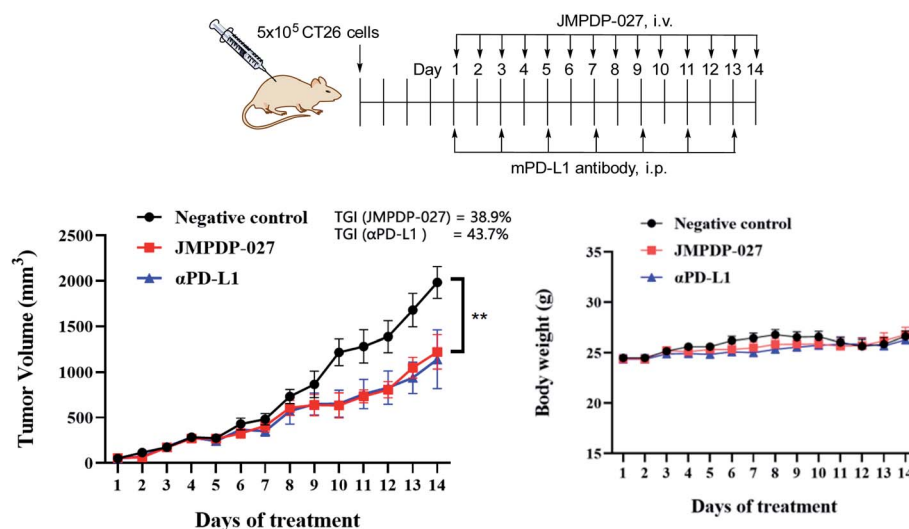 JMPDP-027, i.v.
5x10⁵ CT26 cells
Day 1 2 3 4 5 6 7 8 9 10 11 12 13 14
mPD-L1 antibody, i.p.
Negative control
JMPDP-027
αPD-L1
TGI (JMPDP-027) = 38.9%
TGI (αPD-L1 ) = 43.7%
Tumor Volume (mm³)
2500
2000
1500
1000
500
0
**
1 2 3 4 5 6 7 8 9 10 11 12 13 14
Days of treatment
Negative control
JMPDP-027
αPD-L1
Body weight (g)
35
30
25
20
15
1 2 3 4 5 6 7 8 9 10 11 12 13 14
Days of treatment